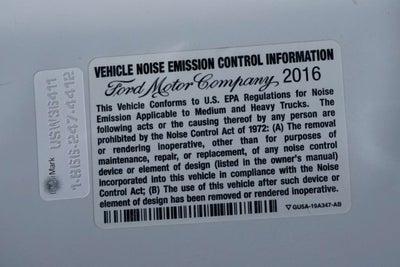 VEHICLE NOISE EMISSION CONTROL INFORMATION
Ford Motor Company 2016
This Vehicle Conforms to U.S. EPA Regulations for Noise
Emission Applicable to Medium and Heavy Trucks. The
following acts or the causing thereof by any person are
prohibited by the Noise Control Act of 1972: (A) The removal
or rendering inoperative, other than for purposes of
maintenance, repair, or replacement, of any noise control
device or element of design (listed in the owner's manual)
incorporated into this vehicle in compliance with the Noise
Control Act; (B) The use of this vehicle after such device or
element of design has been removed or rendered inoperative.
GU5A-19A347-AB
Mark
USW36411
1-866-247-4412